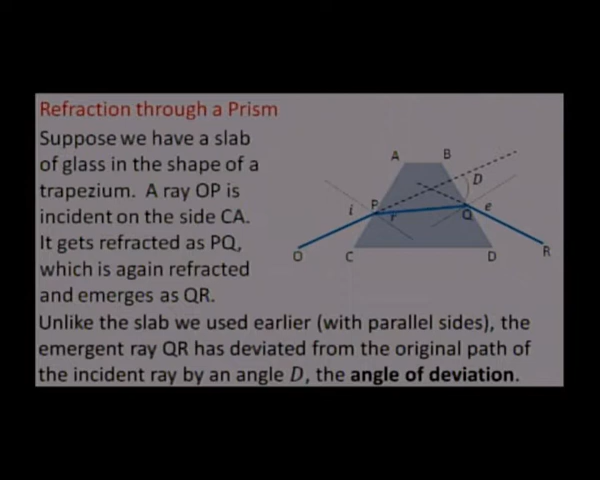 Refraction through a Prism
Suppose we have a slab
of glass in the shape of a
trapezium. A ray OP is
incident on the side CA.
It gets refracted as PQ,
which is again refracted
and emerges as QR.
Unlike the slab we used earlier (with parallel sides), the
emergent ray QR has deviated from the original path of
the incident ray by an angle D, the angle of deviation.
A B
D
P
i
r
e
Q
O C D R